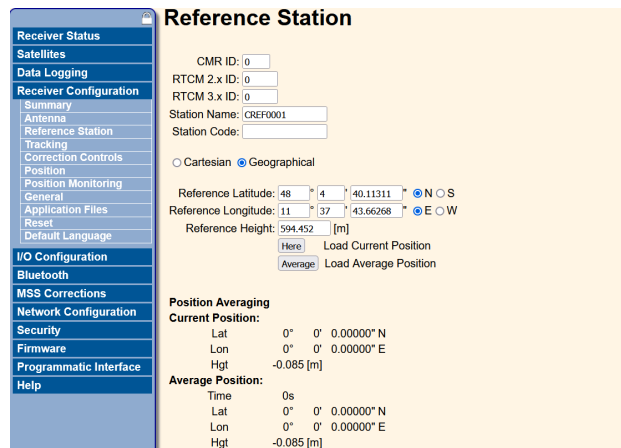 Reference Station
Receiver Status
Satellites
Data Logging
Receiver Configuration
Summary
Antenna
Reference Station
Tracking
Correction Controls
Position
Position Monitoring
General
Application Files
Reset
Default Language
I/O Configuration
Bluetooth
MSS Corrections
Network Configuration
Security
Firmware
Programmatic Interface
Help
CMR ID: 0
RTCM 2.x ID: 0
RTCM 3.x ID: 0
Station Name: CREF0001
Station Code:
Cartesian Geographical
Reference Latitude: 48 ° 4 ' 40.11311 " N S
Reference Longitude: 11 ° 37 ' 43.66268 " E W
Reference Height: 594.452 [m]
Here Load Current Position
Average Load Average Position
Position Averaging
Current Position:
Lat 0° 0' 0.00000" N
Lon 0° 0' 0.00000" E
Hgt -0.085 [m]
Average Position:
Time 0s
Lat 0° 0' 0.00000" N
Lon 0° 0' 0.00000" E
Hgt -0.085 [m]